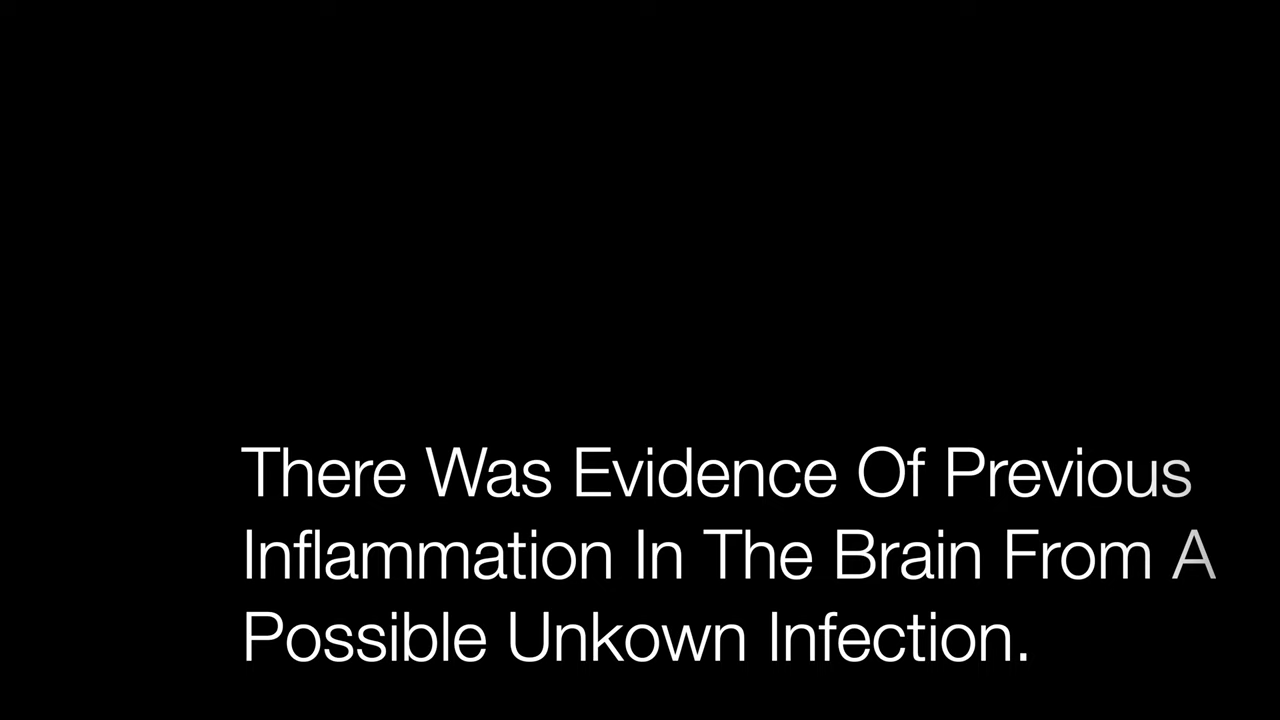 There Was Evidence Of Previous
Inflammation In The Brain From A
Possible Unkown Infection.